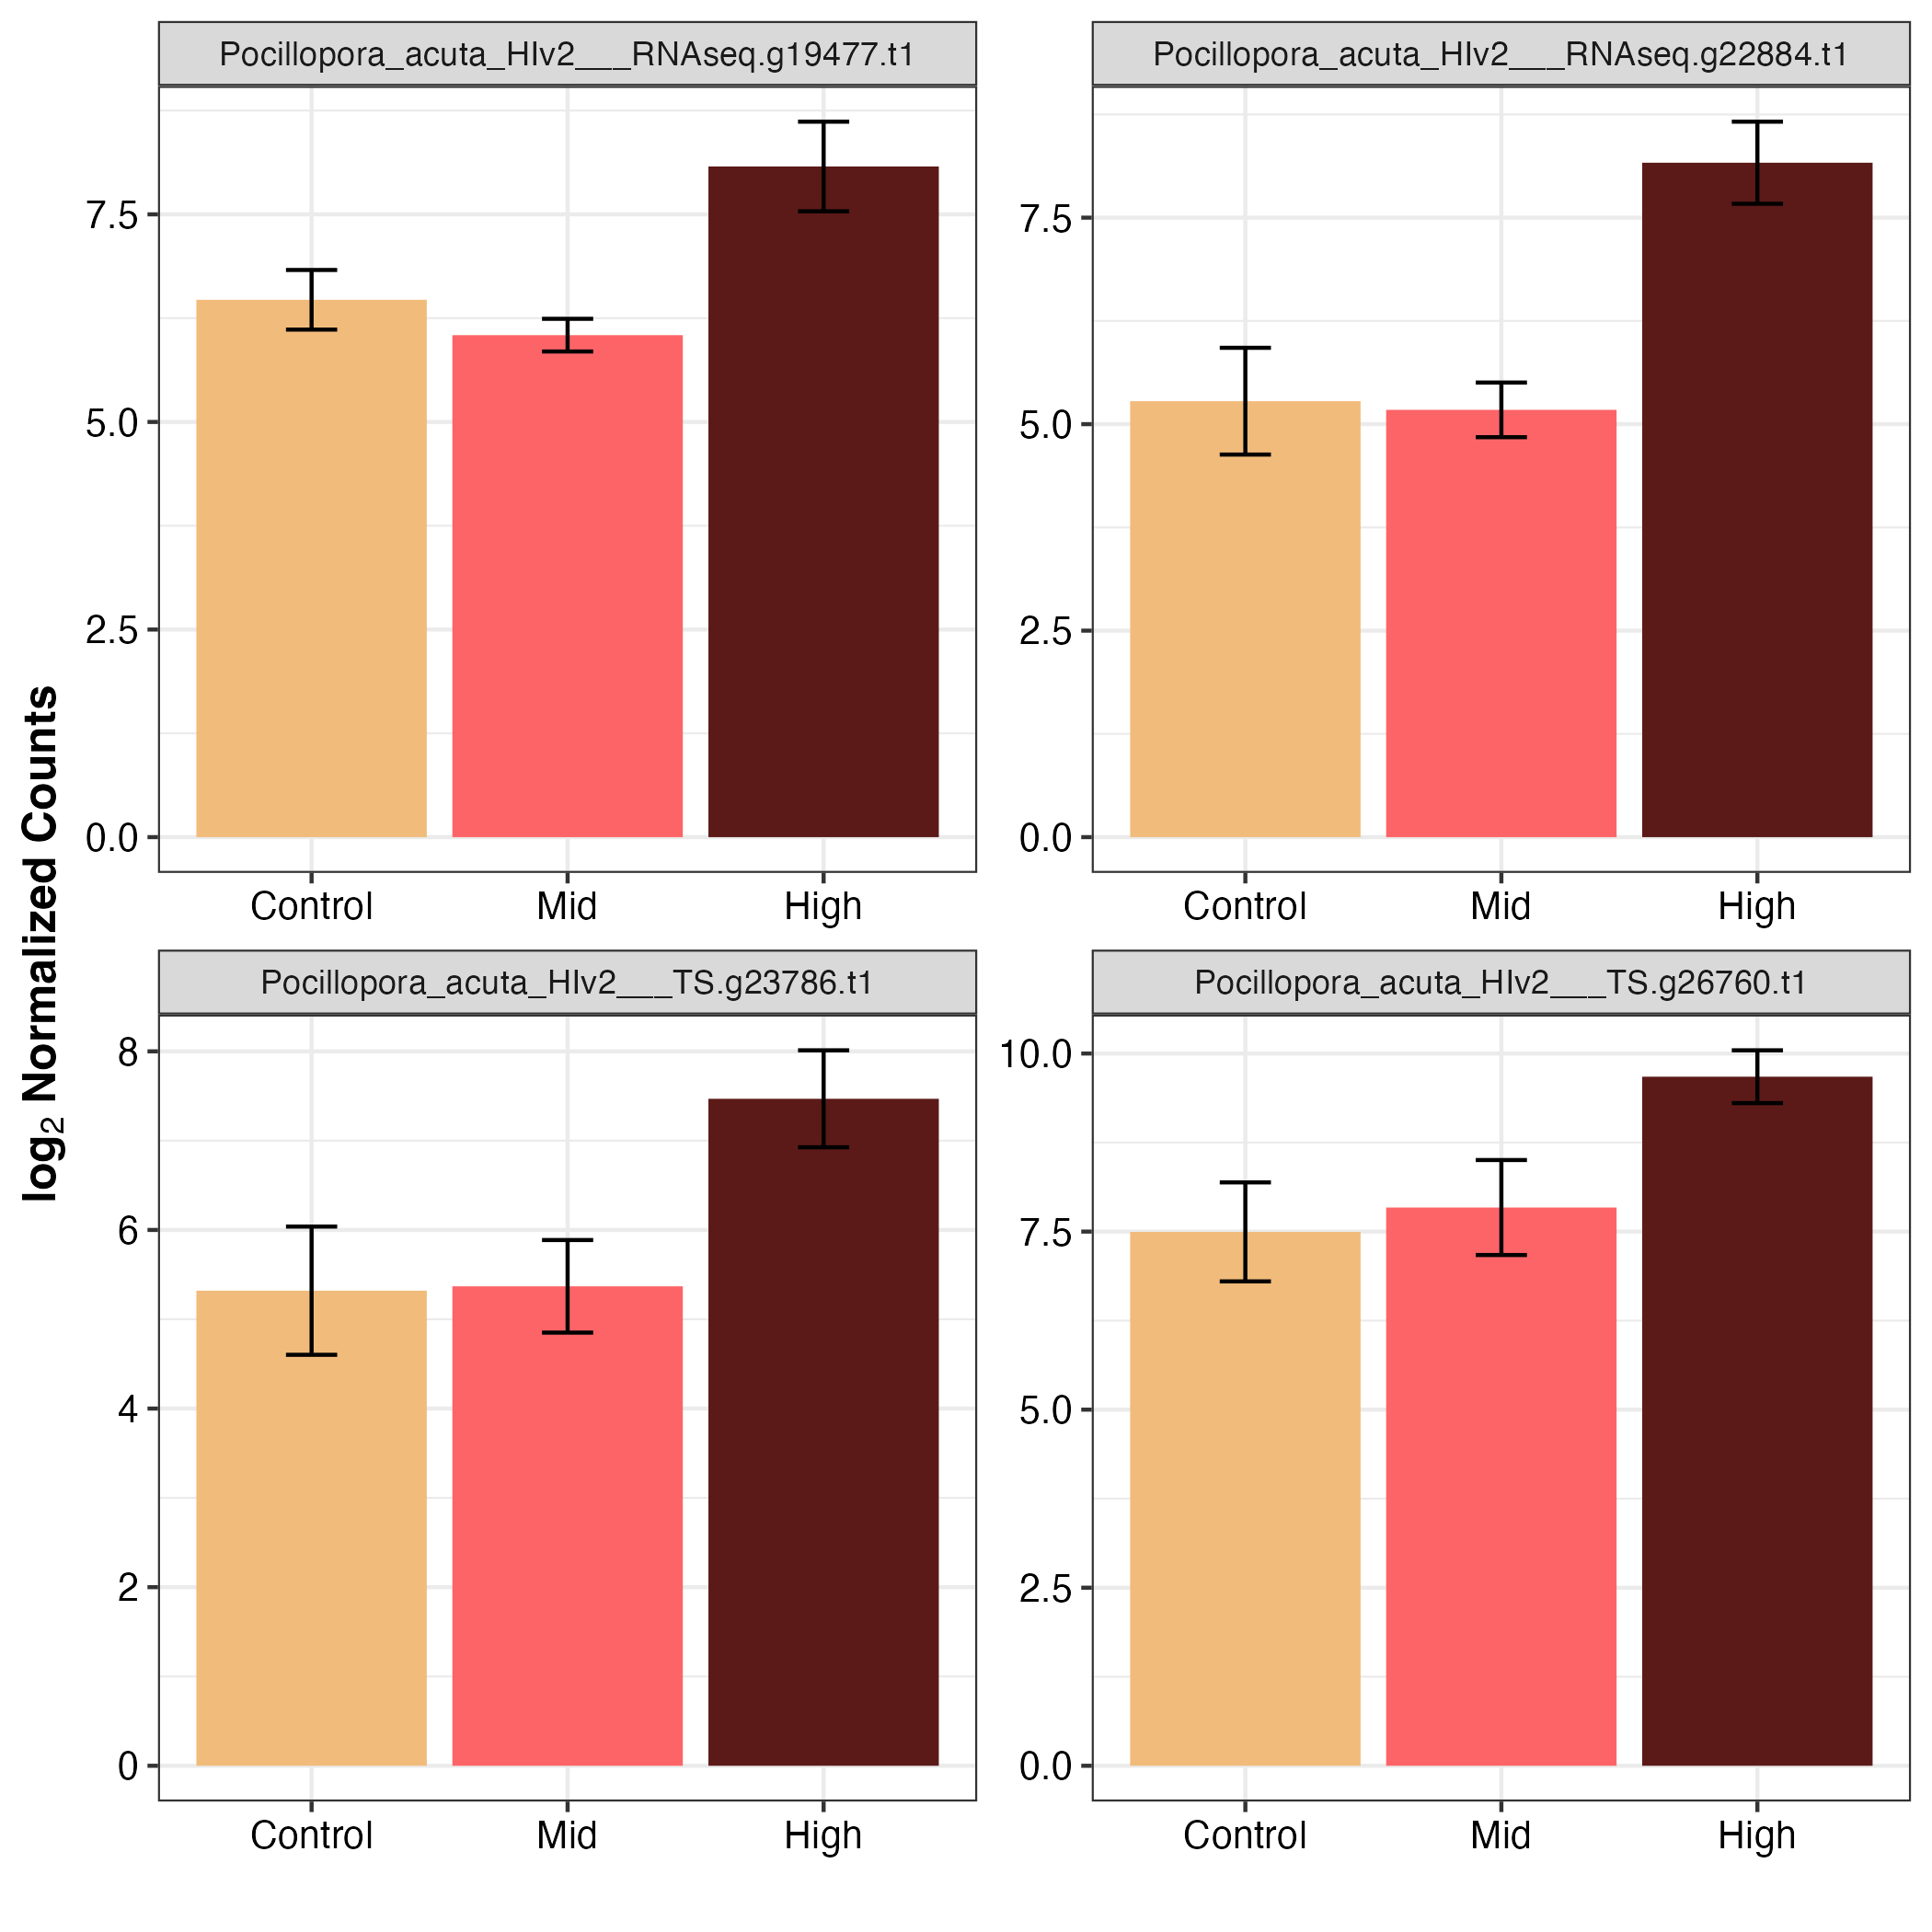 log₂ Normalized Counts
Pocillopora_acuta_HIv2___RNAseq.g19477.t1
7.5
5.0
2.5
0.0
Control Mid High
Pocillopora_acuta_HIv2___RNAseq.g22884.t1
7.5
5.0
2.5
0.0
Control Mid High
Pocillopora_acuta_HIv2___TS.g23786.t1
8
6
4
2
0
Control Mid High
Pocillopora_acuta_HIv2___TS.g26760.t1
10.0
7.5
5.0
2.5
0.0
Control Mid High